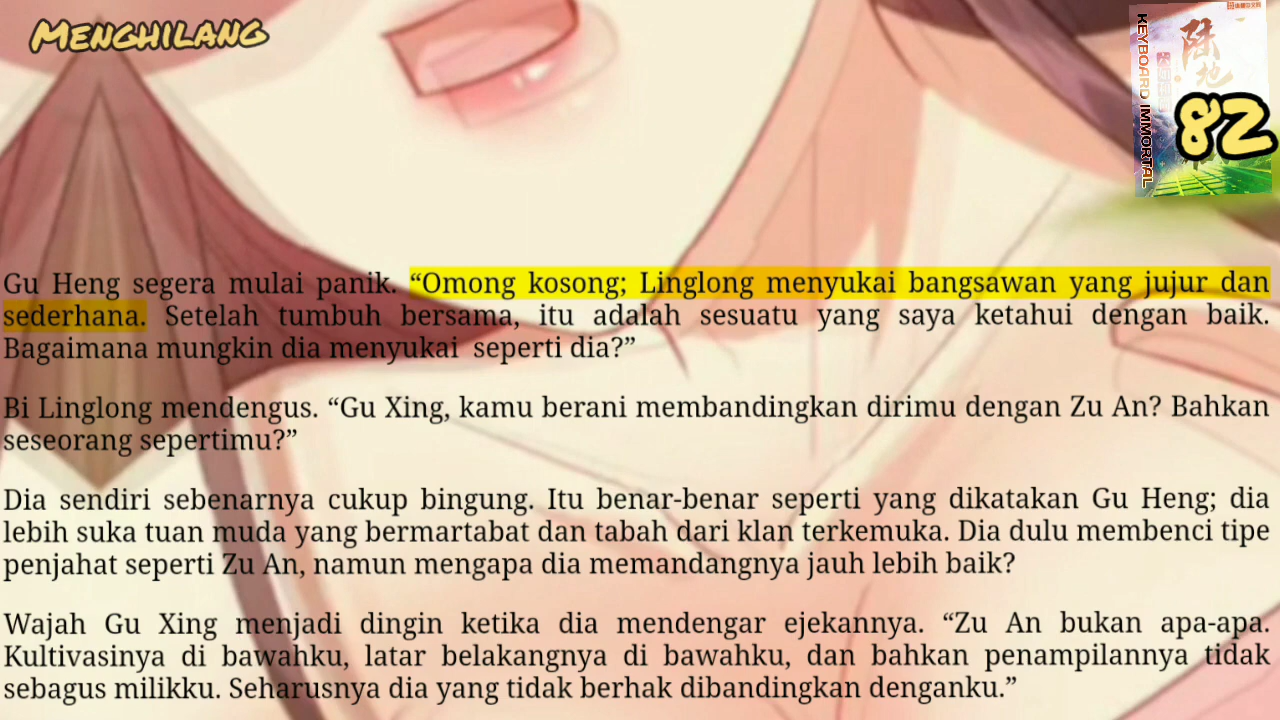 Menghilang
KEYBOARD IMMORTAL
陆地
82
Gu Heng segera mulai panik. “Omong kosong; Linglong menyukai bangsawan yang jujur dan
sederhana. Setelah tumbuh bersama, itu adalah sesuatu yang saya ketahui dengan baik.
Bagaimana mungkin dia menyukai  seperti dia?”
Bi Linglong mendengus. “Gu Xing, kamu berani membandingkan dirimu dengan Zu An? Bahkan
seseorang sepertimu?”
Dia sendiri sebenarnya cukup bingung. Itu benar-benar seperti yang dikatakan Gu Heng; dia
lebih suka tuan muda yang bermartabat dan tabah dari klan terkemuka. Dia dulu membenci tipe
penjahat seperti Zu An, namun mengapa dia memandangnya jauh lebih baik?
Wajah Gu Xing menjadi dingin ketika dia mendengar ejekannya. “Zu An bukan apa-apa.
Kultivasinya di bawahku, latar belakangnya di bawahku, dan bahkan penampilannya tidak
sebagus milikku. Seharusnya dia yang tidak berhak dibandingkan denganku.”